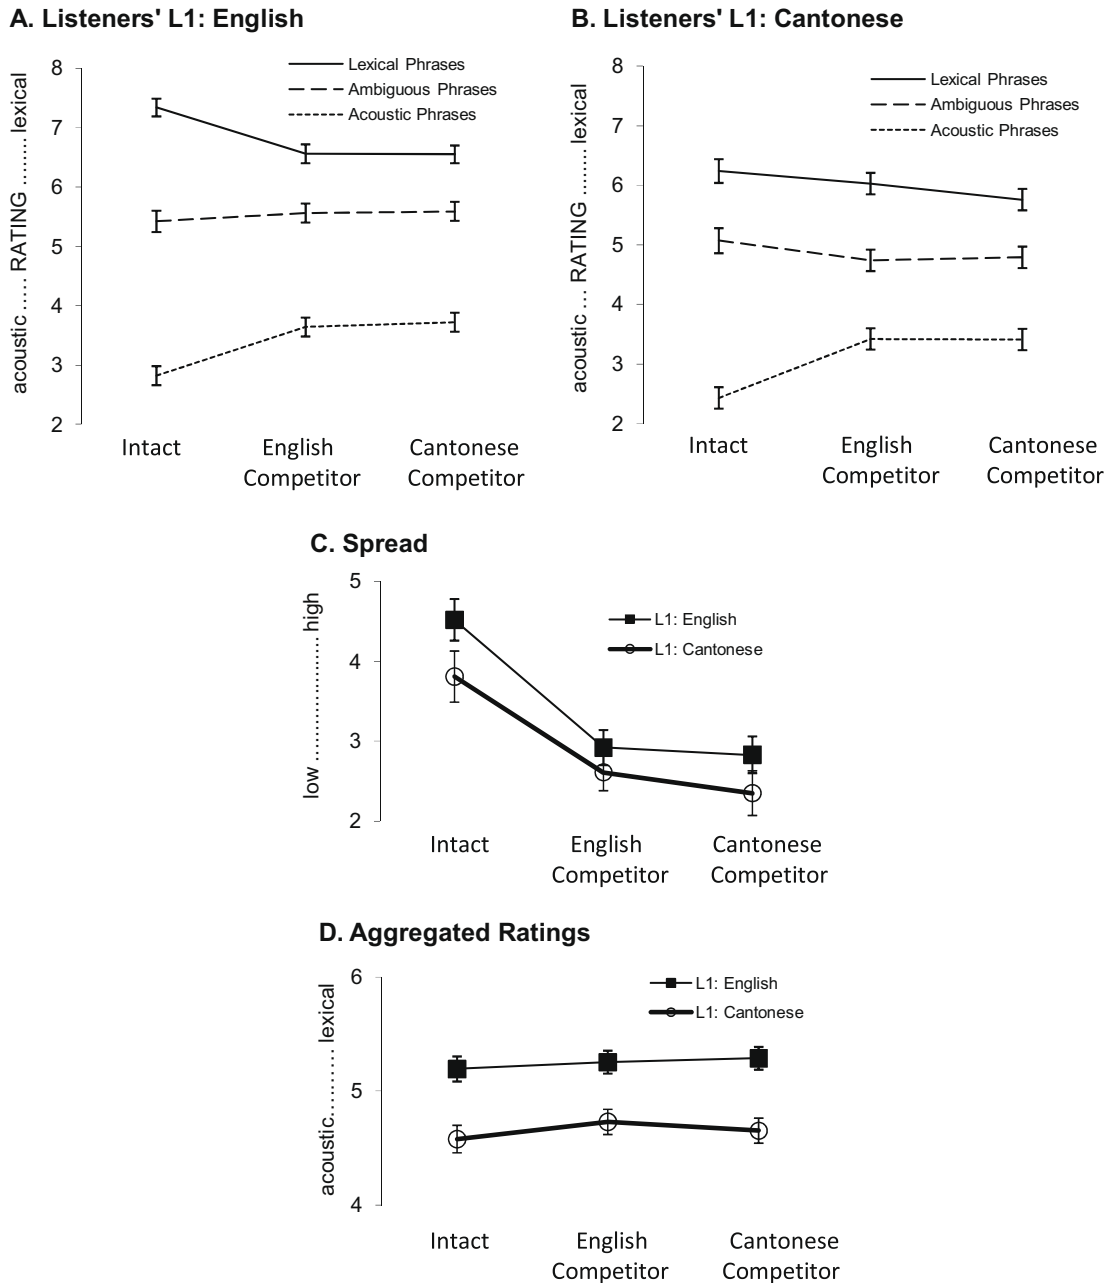 A. Listeners' L1: English
acoustic ..... RATING ........ lexical
8
7
6
5
4
3
2
Lexical Phrases
Ambiguous Phrases
Acoustic Phrases
Intact
English
Competitor
Cantonese
Competitor
B. Listeners' L1: Cantonese
acoustic ... RATING ........ lexical
8
7
6
5
4
3
2
Lexical Phrases
Ambiguous Phrases
Acoustic Phrases
Intact
English
Competitor
Cantonese
Competitor
C. Spread
low ..................... high
5
4
3
2
L1: English
L1: Cantonese
Intact
English
Competitor
Cantonese
Competitor
D. Aggregated Ratings
acoustic............ lexical
6
5
4
L1: English
L1: Cantonese
Intact
English
Competitor
Cantonese
Competitor